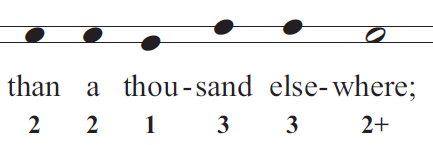 than a thou-sand else-where;
2 2 1 3 3 2+